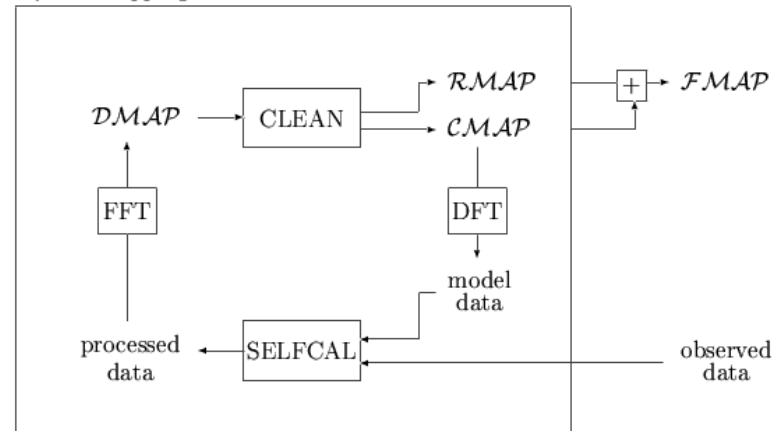 RMAP
+
FMAP
DMAP
CLEAN
CMAP
FFT
DFT
model
data
processed
data
SELFCAL
observed
data